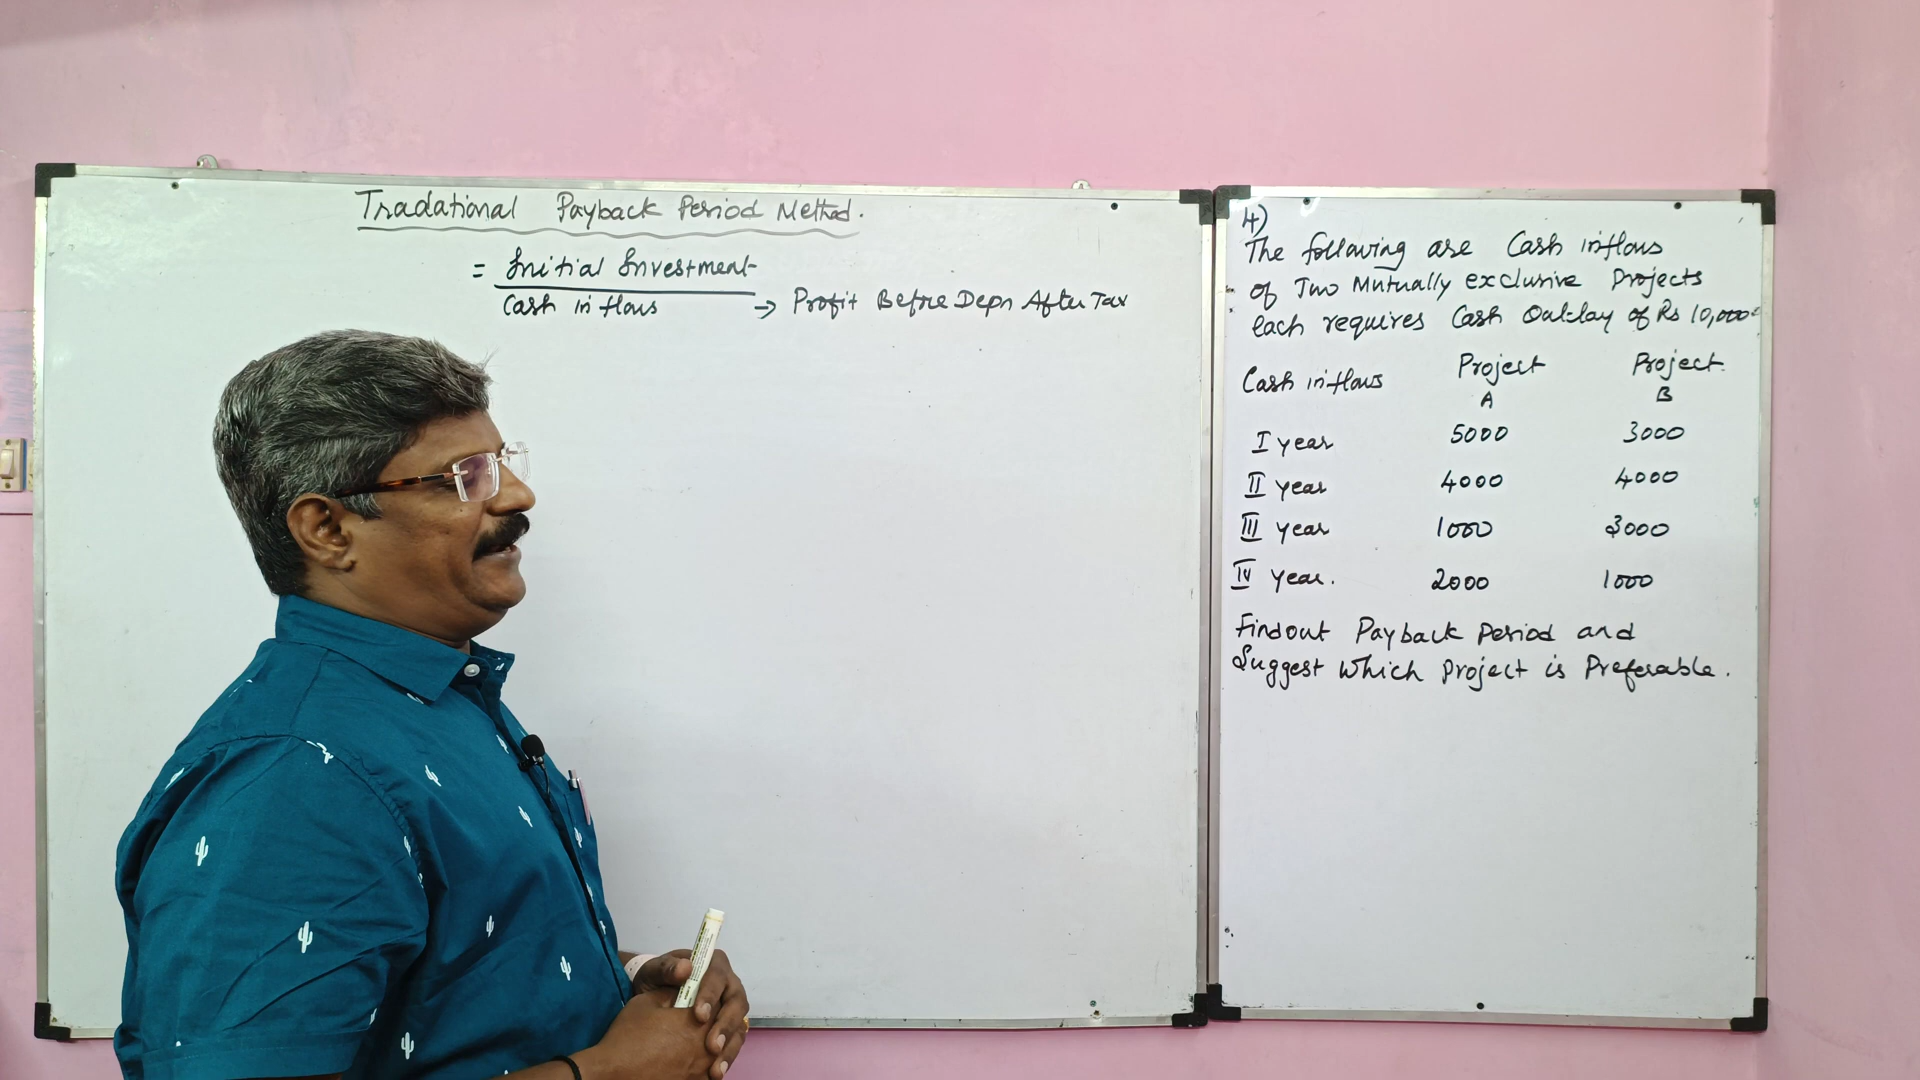 Tradational Payback Period Method.
= Initial Investment
Cash in flows → Profit Before Depn After Tax
4)
The following are Cash inflows
of Two Mutually exclusive Projects
each requires Cash Outlay of Rs 10,000
Cash inflows Project A Project B
I year 5000 3000
II year 4000 4000
III year 1000 3000
IV year. 2000 1000
Findout Payback Period and
Suggest Which Project is Preferable.